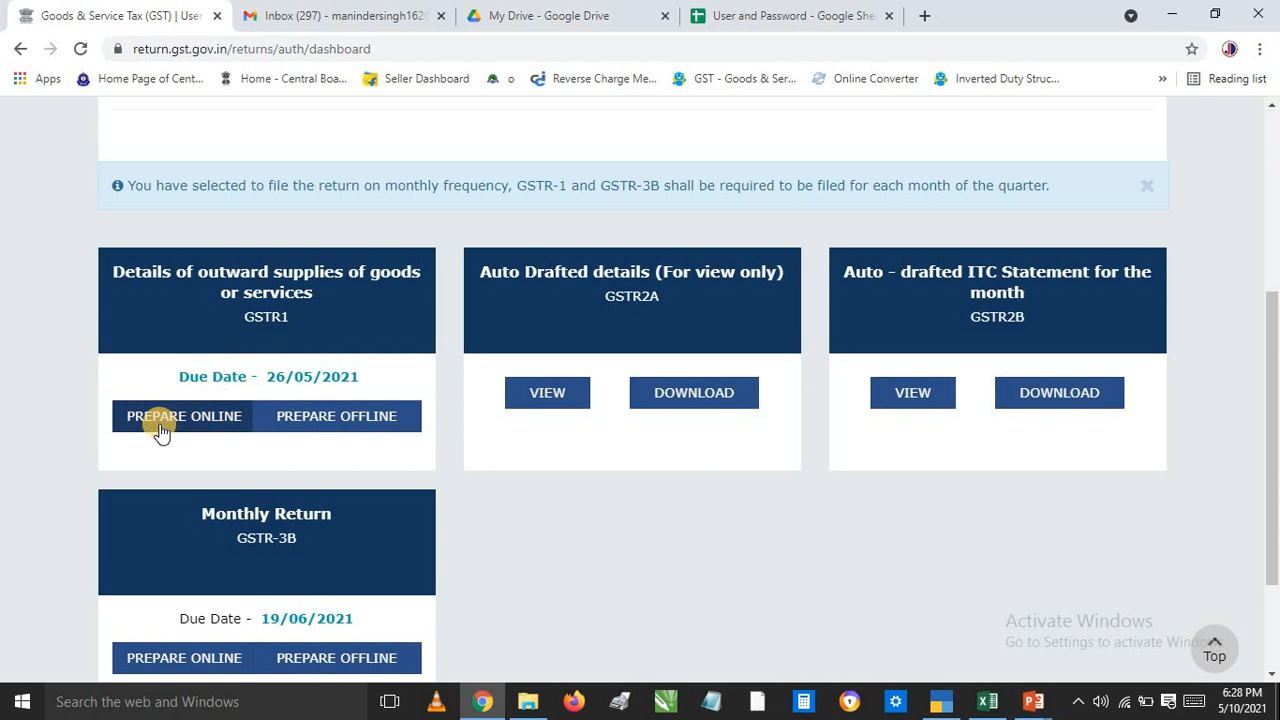 Goods & Service Tax (GST) | User
Inbox (297) - manindersingh162
My Drive - Google Drive
User and Password - Google She
return.gst.gov.in/returns/auth/dashboard
Apps
Home Page of Cent...
Home - Central Boa...
Seller Dashboard
o
Reverse Charge Me...
GST - Goods & Ser...
Online Converter
Inverted Duty Struc...
»
Reading list
You have selected to file the return on monthly frequency, GSTR-1 and GSTR-3B shall be required to be filed for each month of the quarter.
Details of outward supplies of goods
or services
GSTR1
Due Date - 26/05/2021
PREPARE ONLINE
PREPARE OFFLINE
Auto Drafted details (For view only)
GSTR2A
VIEW
DOWNLOAD
Auto - drafted ITC Statement for the
month
GSTR2B
VIEW
DOWNLOAD
Monthly Return
GSTR-3B
Due Date - 19/06/2021
PREPARE ONLINE
PREPARE OFFLINE
Activate Windows
Go to Settings to activate Windows.
Top
Search the web and Windows
6:28 PM
5/10/2021